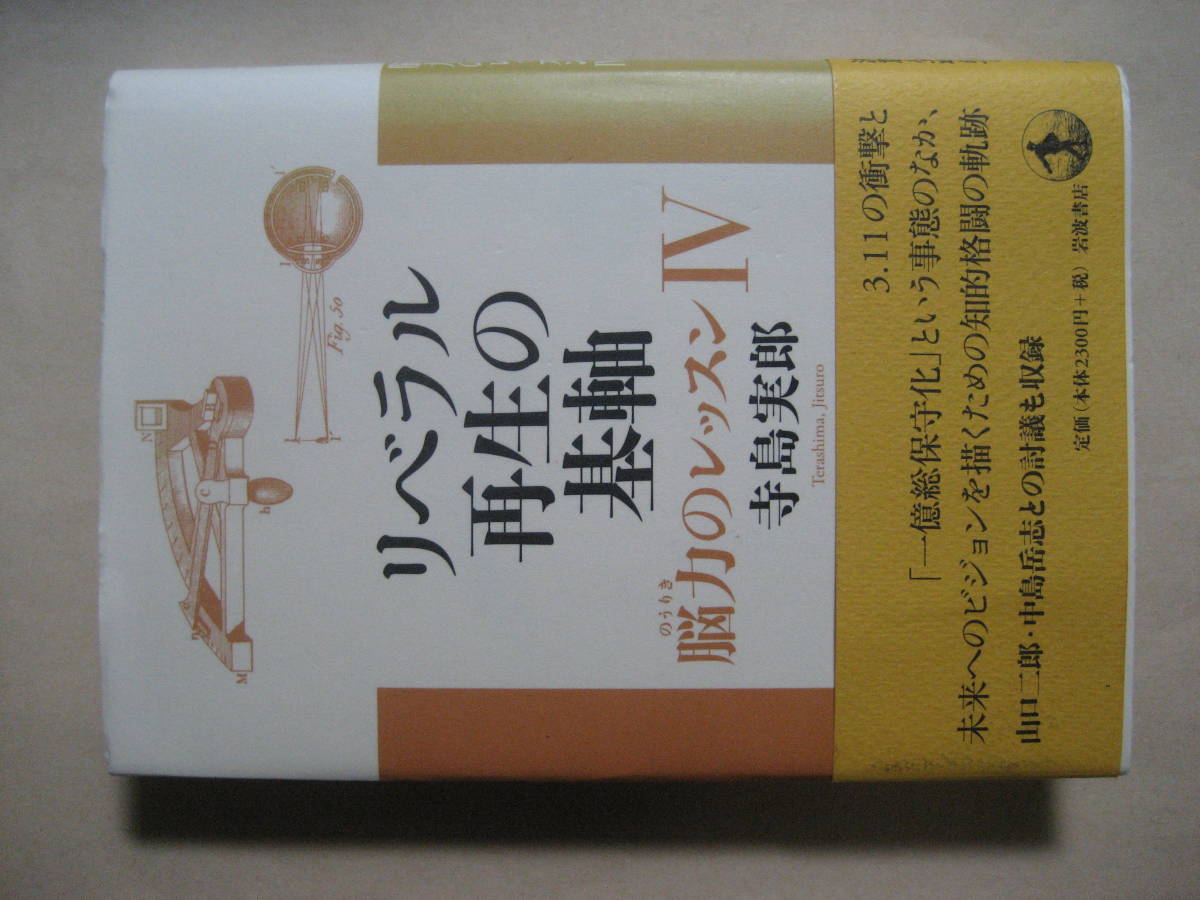 Fig. 50
N
C
h
n
M
リベラル
再生の
基軸
のうりき
脳力のレッスン IV
寺島実郎
Terashima, Jitsuro
3.11の衝撃と
「一億総保守化」という事態のなか、
未来へのビジョンを描くための知的格闘の軌跡
山口二郎・中島岳志との討議も収録
定価(本体2300円+税) 岩波書店